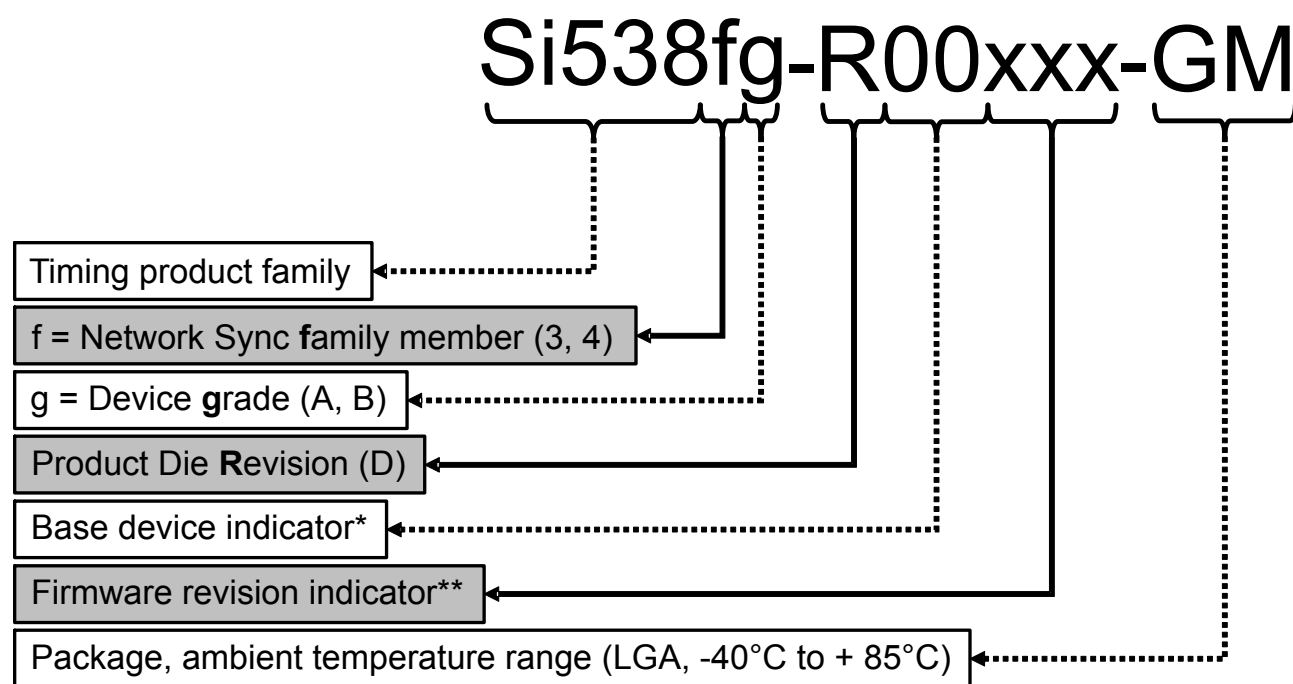 Si538fg-R00xxx-GM
Timing product family
f = Network Sync family member (3, 4)
g = Device grade (A, B)
Product Die Revision (D)
Base device indicator*
Firmware revision indicator**
Package, ambient temperature range (LGA, -40°C to + 85°C)